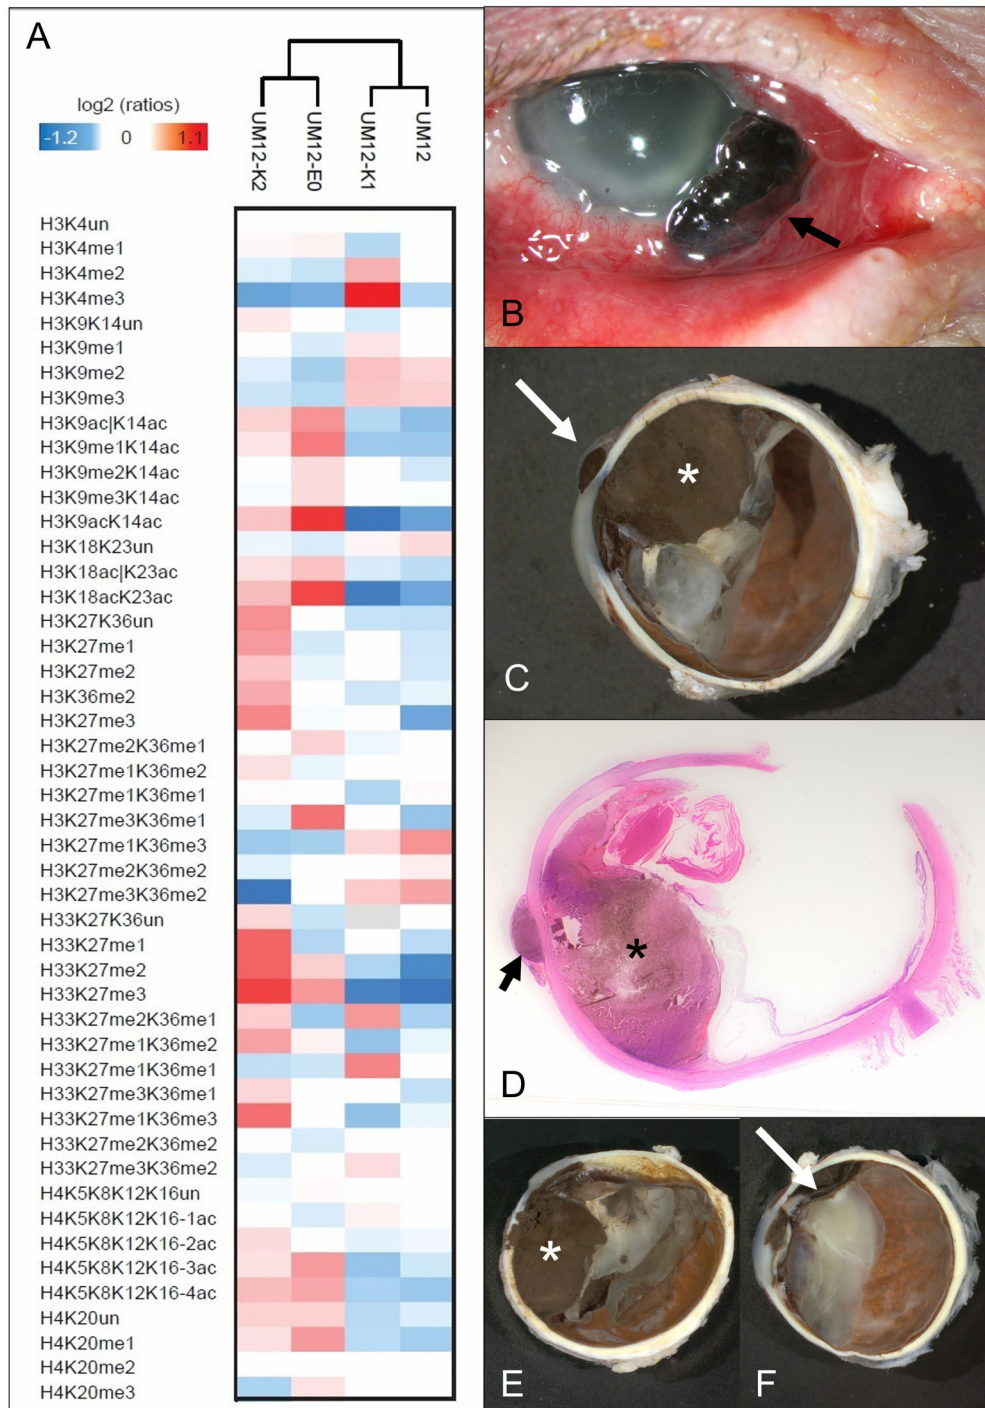 A
log2 (ratios)
-1.2 0 1.1
UM12-K2
UM12-E0
UM12-K1
UM12
H3K4un
H3K4me1
H3K4me2
H3K4me3
H3K9K14un
H3K9me1
H3K9me2
H3K9me3
H3K9ac|K14ac
H3K9me1K14ac
H3K9me2K14ac
H3K9me3K14ac
H3K9acK14ac
H3K18K23un
H3K18ac|K23ac
H3K18acK23ac
H3K27K36un
H3K27me1
H3K27me2
H3K36me2
H3K27me3
H3K27me2K36me1
H3K27me1K36me2
H3K27me1K36me1
H3K27me3K36me1
H3K27me1K36me3
H3K27me2K36me2
H3K27me3K36me2
H33K27K36un
H33K27me1
H33K27me2
H33K27me3
H33K27me2K36me1
H33K27me1K36me2
H33K27me1K36me1
H33K27me3K36me1
H33K27me1K36me3
H33K27me2K36me2
H33K27me3K36me2
H4K5K8K12K16un
H4K5K8K12K16-1ac
H4K5K8K12K16-2ac
H4K5K8K12K16-3ac
H4K5K8K12K16-4ac
H4K20un
H4K20me1
H4K20me2
H4K20me3
B
*
C
*
D
*
E
F